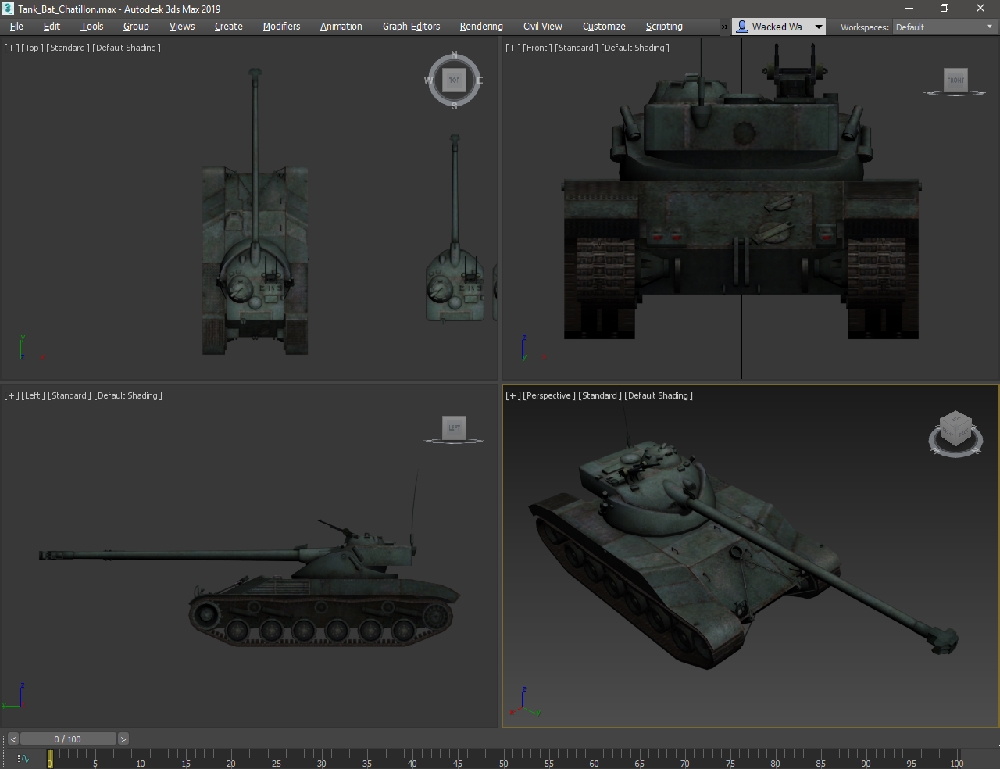 Tank_Bat_Chatillon.max - Autodesk 3ds Max 2019
File Edit Tools Group Views Create Modifiers Animation Graph Editors Rendering Civil View Customize Scripting » Wacked Wa Workspaces: Default
[+] [Top] [Standard] [Default Shading]
N
W TOP E
S
[+] [Front] [Standard] [Default Shading]
FRONT
[+] [Left] [Standard] [Default Shading]
LEFT
[+] [Perspective] [Standard] [Default Shading]
< 0 / 100 >
0 5 10 15 20 25 30 35 40 45 50 55 60 65 70 75 80 85 90 95 100